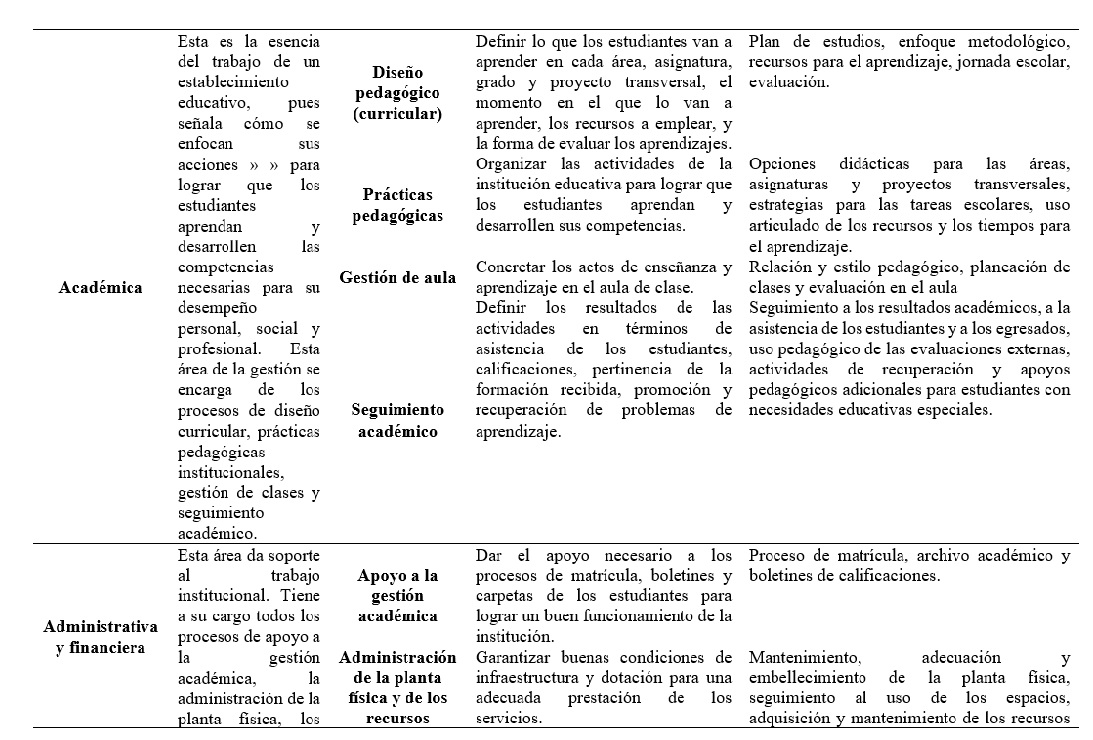 Académica
Esta es la esencia
del trabajo de un
establecimiento
educativo, pues
señala cómo se
enfocan sus
acciones » » para
lograr que los
estudiantes
aprendan y
desarrollen las
competencias
necesarias para su
desempeño
personal, social y
profesional. Esta
área de la gestión se
encarga de los
procesos de diseño
curricular, prácticas
pedagógicas
institucionales,
gestión de clases y
seguimiento
académico.
Diseño
pedagógico
(curricular)
Definir lo que los estudiantes van a
aprender en cada área, asignatura,
grado y proyecto transversal, el
momento en el que lo van a
aprender, los recursos a emplear, y
la forma de evaluar los aprendizajes.
Plan de estudios, enfoque metodológico,
recursos para el aprendizaje, jornada escolar,
evaluación.
Prácticas
pedagógicas
Organizar las actividades de la
institución educativa para lograr que
los estudiantes aprendan y
desarrollen sus competencias.
Opciones didácticas para las áreas,
asignaturas y proyectos transversales,
estrategias para las tareas escolares, uso
articulado de los recursos y los tiempos para
el aprendizaje.
Gestión de aula
Concretar los actos de enseñanza y
aprendizaje en el aula de clase.
Relación y estilo pedagógico, planeación de
clases y evaluación en el aula
Seguimiento
académico
Definir los resultados de las
actividades en términos de
asistencia de los estudiantes,
calificaciones, pertinencia de la
formación recibida, promoción y
recuperación de problemas de
aprendizaje.
Seguimiento a los resultados académicos, a la
asistencia de los estudiantes y a los egresados,
uso pedagógico de las evaluaciones externas,
actividades de recuperación y apoyos
pedagógicos adicionales para estudiantes con
necesidades educativas especiales.
Administrativa
y financiera
Esta área da soporte
al trabajo
institucional. Tiene
a su cargo todos los
procesos de apoyo a
la gestión
académica, la
administración de la
planta física, los
Apoyo a la
gestión
académica
Dar el apoyo necesario a los
procesos de matrícula, boletines y
carpetas de los estudiantes para
lograr un buen funcionamiento de la
institución.
Proceso de matrícula, archivo académico y
boletines de calificaciones.
Administración
de la planta
física y de los
recursos
Garantizar buenas condiciones de
infraestructura y dotación para una
adecuada prestación de los
servicios.
Mantenimiento, adecuación y
embellecimiento de la planta física,
seguimiento al uso de los espacios,
adquisición y mantenimiento de los recursos